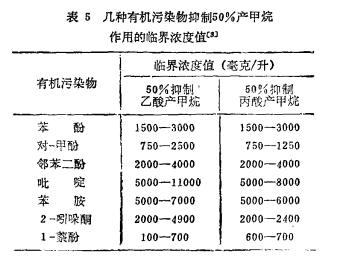 表 5 几种有机污染物抑制50%产甲烷
作用的临界浓度值[8]
有机污染物 临界浓度值（毫克/升）
50%抑制乙酸产甲烷 50%抑制丙酸产甲烷
苯 酚 1500—3000 1500—3000
对-甲酚 750—2500 750—1250
邻苯二酚 2000—4000 2000—4000
吡 啶 5000—11000 5000—8000
苯 胺 5000—7000 5000—6000
2-吲哚酮 2000—4900 2000—2400
1-萘酚 100—700 600—700